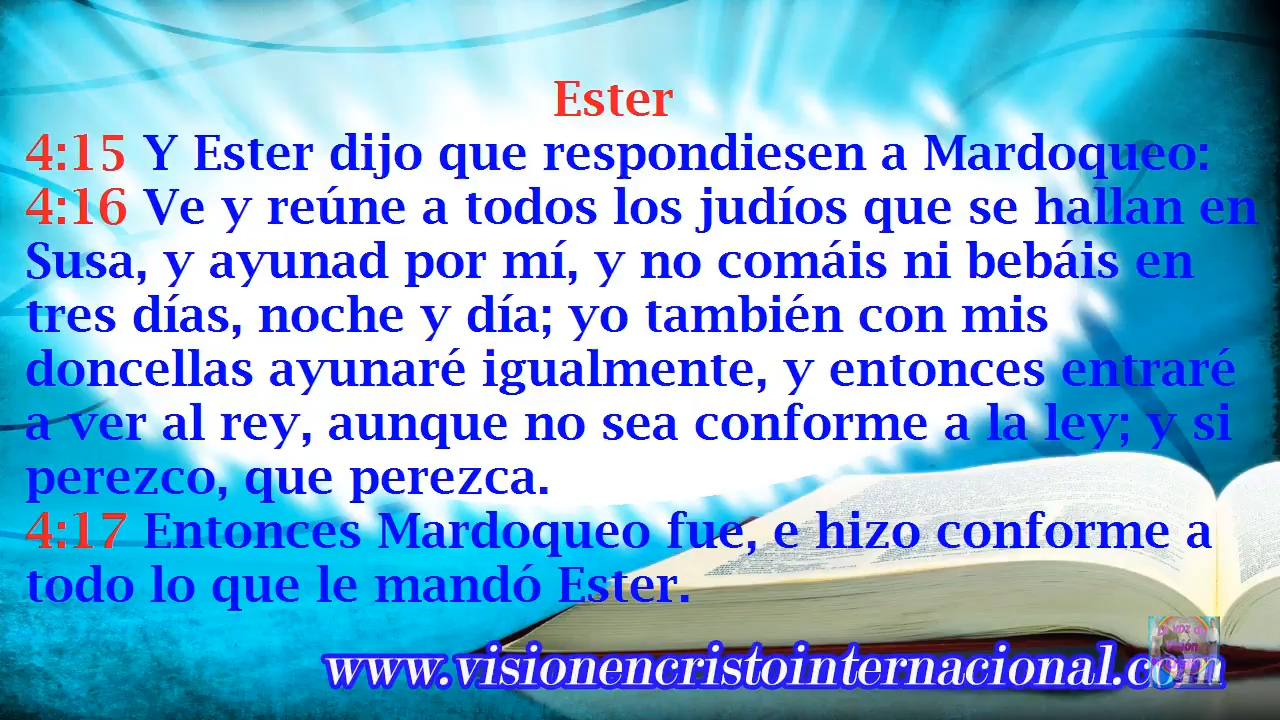 Ester
4:15 Y Ester dijo que respondiesen a Mardoqueo:
4:16 Ve y reúne a todos los judíos que se hallan en
Susa, y ayunad por mí, y no comáis ni bebáis en
tres días, noche y día; yo también con mis
doncellas ayunaré igualmente, y entonces entraré
a ver al rey, aunque no sea conforme a la ley; y si
perezco, que perezca.
4:17 Entonces Mardoqueo fue, e hizo conforme a
todo lo que le mandó Ester.
www.visionencristointernacional.com